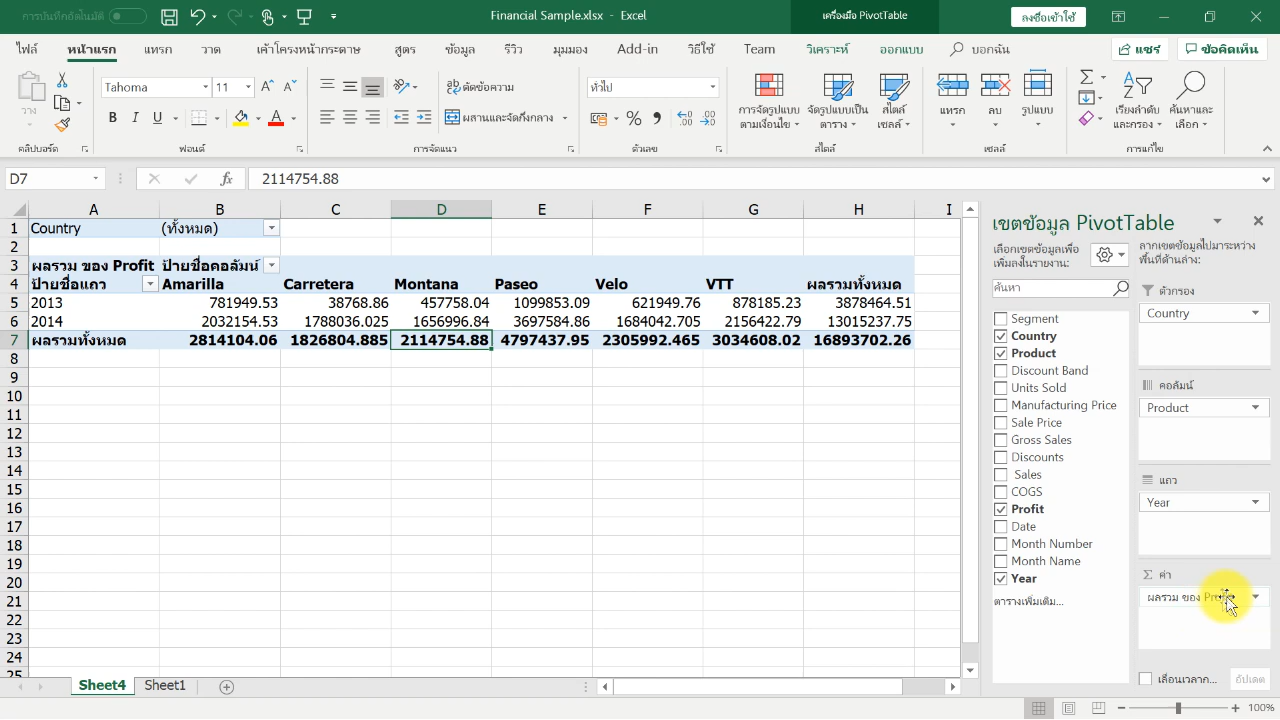 การบันทึกอัตโนมัติ
Financial Sample.xlsx - Excel
เครื่องมือ PivotTable
ลงชื่อเข้าใช้
ไฟล์ หน้าแรก แทรก วาด เค้าโครงหน้ากระดาษ สูตร ข้อมูล รีวิว มุมมอง Add-in วิธีใช้ Team วิเคราะห์ ออกแบบ บอกฉัน แชร์ ข้อคิดเห็น
วาง
Tahoma 11
B I U
ตัดข้อความ
ผสานและจัดกึ่งกลาง
ทั่วไป
การจัดรูปแบบตามเงื่อนไข
จัดรูปแบบเป็นตาราง
สไตล์เซลล์
แทรก ลบ รูปแบบ
เรียงลำดับและกรอง
ค้นหาและเลือก
คลิปบอร์ด ฟอนต์ การจัดแนว ตัวเลข สไตล์ เซลล์ การแก้ไข
D7 fx 2114754.88
A B C D E F G H I
1 Country (ทั้งหมด)
2
3 ผลรวม ของ Profit ป้ายชื่อคอลัมน์
4 ป้ายชื่อแถว Amarilla Carretera Montana Paseo Velo VTT ผลรวมทั้งหมด
5 2013 781949.53 38768.86 457758.04 1099853.09 621949.76 878185.23 3878464.51
6 2014 2032154.53 1788036.025 1656996.84 3697584.86 1684042.705 2156422.79 13015237.75
7 ผลรวมทั้งหมด 2814104.06 1826804.885 2114754.88 4797437.95 2305992.465 3034608.02 16893702.26
8
9
10
11
12
13
14
15
16
17
18
19
20
21
22
23
24
25
เขตข้อมูล PivotTable
เลือกเขตข้อมูลเพื่อเพิ่มลงในรายงาน:
ค้นหา
Segment
Country
Product
Discount Band
Units Sold
Manufacturing Price
Sale Price
Gross Sales
Discounts
Sales
COGS
Profit
Date
Month Number
Month Name
Year
ตารางเพิ่มเติม...
ลากเขตข้อมูลไปมาระหว่างพื้นที่ด้านล่าง:
ตัวกรอง
Country
คอลัมน์
Product
แถว
Year
Σ ค่า
ผลรวม ของ Profit
เลื่อนเวลาก... อัปเดต
Sheet4 Sheet1
100%